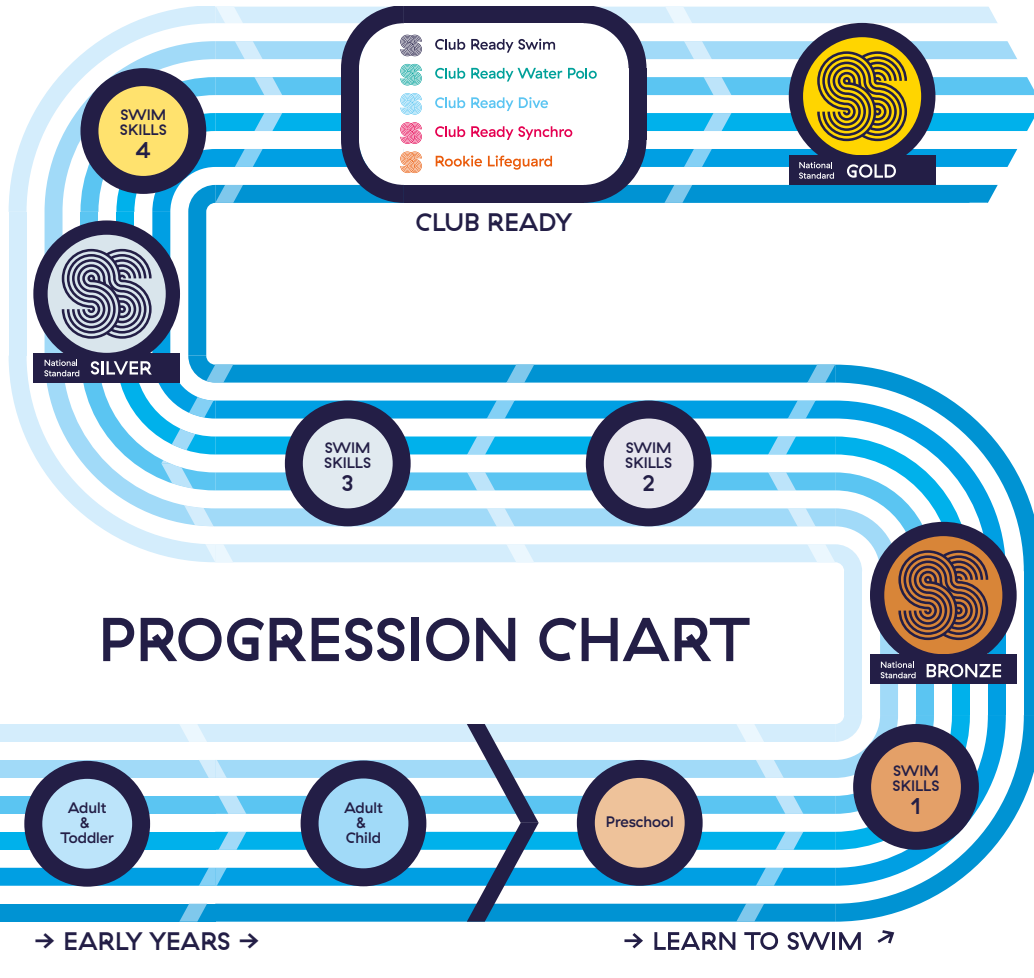 Club Ready Swim
Club Ready Water Polo
Club Ready Dive
Club Ready Synchro
Rookie Lifeguard
CLUB READY
National
Standard
GOLD
SWIM
SKILLS
4
National
Standard
SILVER
SWIM
SKILLS
3
SWIM
SKILLS
2
National
Standard
BRONZE
PROGRESSION CHART
Adult
&
Toddler
Adult
&
Child
Preschool
SWIM
SKILLS
1
→ EARLY YEARS →
→ LEARN TO SWIM ↗